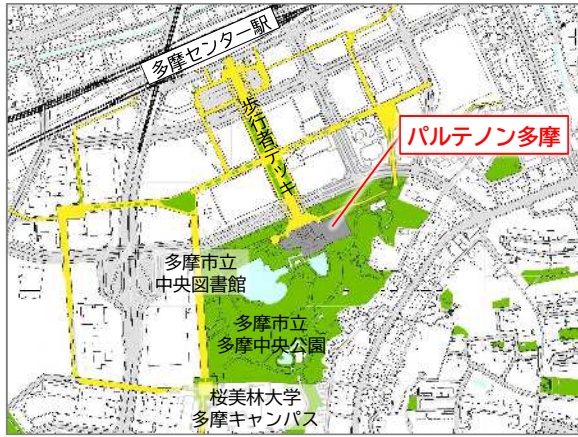 多摩センター駅
歩行者デッキ
パルテノン多摩
多摩市立
中央図書館
多摩市立
多摩中央公園
桜美林大学
多摩キャンパス